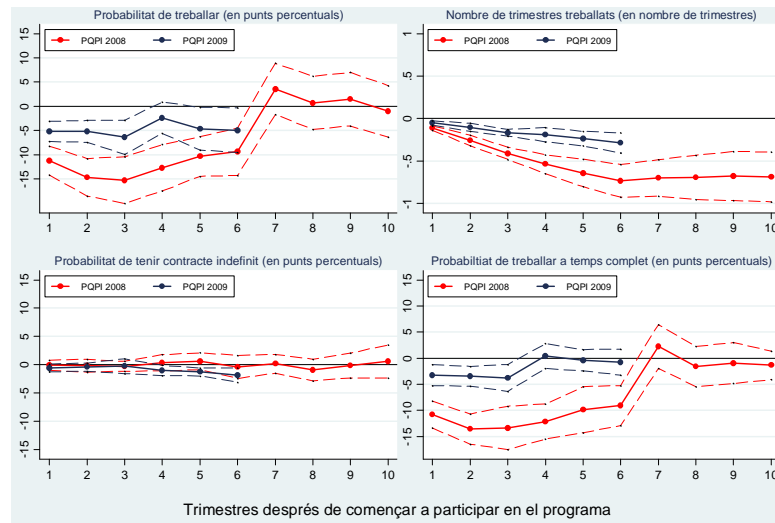 Probabilitat de treballar (en punts percentuals)
PQPI 2008
PQPI 2009
15
10
5
0
-5
-10
-15
1 2 3 4 5 6 7 8 9 10
Nombre de trimestres treballats (en nombre de trimestres)
PQPI 2008
PQPI 2009
1
.5
0
-.5
-1
1 2 3 4 5 6 7 8 9 10
Probabilitat de tenir contracte indefinit (en punts percentuals)
PQPI 2008
PQPI 2009
15
10
5
0
-5
-10
-15
1 2 3 4 5 6 7 8 9 10
Probabiltiat de treballar a temps complet (en punts percentuals)
PQPI 2008
PQPI 2009
15
10
5
0
-5
-10
-15
1 2 3 4 5 6 7 8 9 10
Trimestres després de començar a participar en el programa